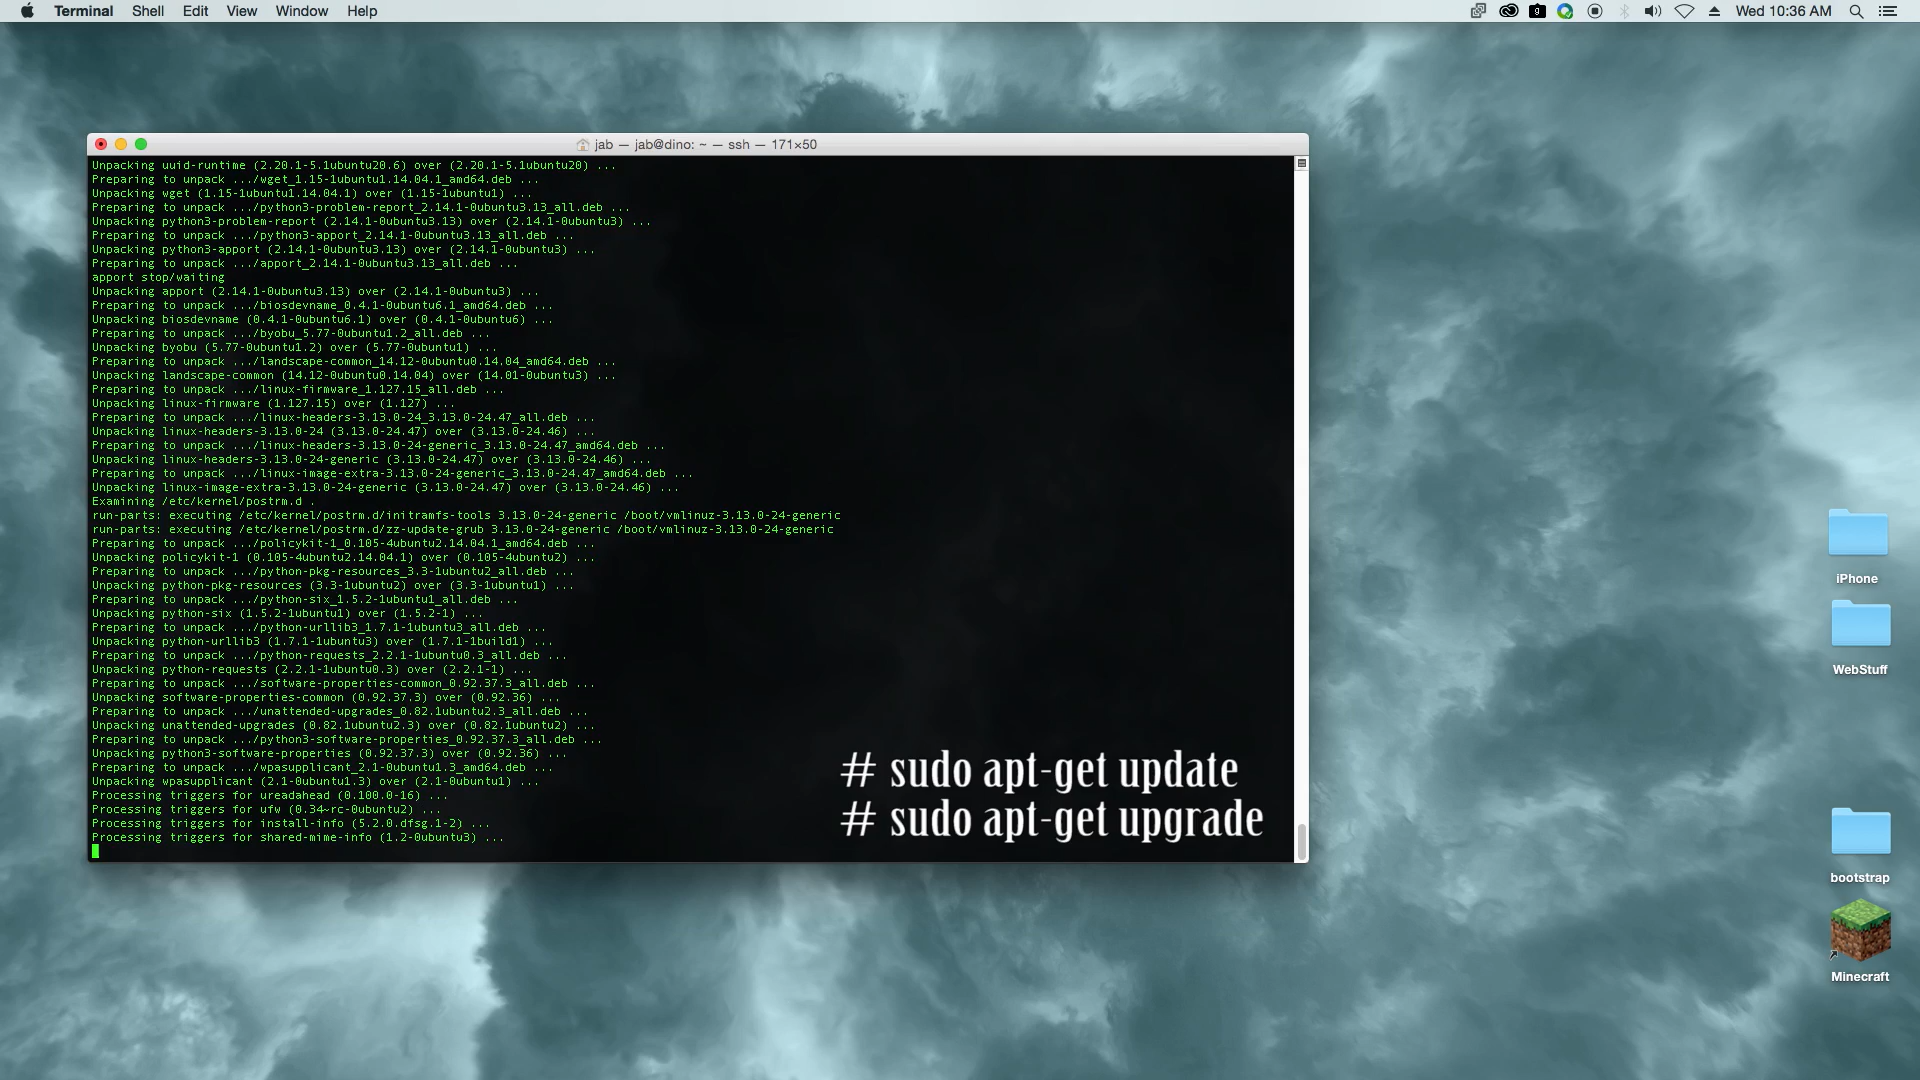 Terminal Shell Edit View Window Help
Wed 10:36 AM
jab — jab@dino: ~ — ssh — 171×50
Unpacking uuid-runtime (2.20.1-5.1ubuntu20.6) over (2.20.1-5.1ubuntu20) ...
Preparing to unpack .../wget_1.15-1ubuntu1.14.04.1_amd64.deb ...
Unpacking wget (1.15-1ubuntu1.14.04.1) over (1.15-1ubuntu1) ...
Preparing to unpack .../python3-problem-report_2.14.1-0ubuntu3.13_all.deb ...
Unpacking python3-problem-report (2.14.1-0ubuntu3.13) over (2.14.1-0ubuntu3) ...
Preparing to unpack .../python3-apport_2.14.1-0ubuntu3.13_all.deb ...
Unpacking python3-apport (2.14.1-0ubuntu3.13) over (2.14.1-0ubuntu3) ...
Preparing to unpack .../apport_2.14.1-0ubuntu3.13_all.deb ...
apport stop/waiting
Unpacking apport (2.14.1-0ubuntu3.13) over (2.14.1-0ubuntu3) ...
Preparing to unpack .../biosdevname_0.4.1-0ubuntu6.1_amd64.deb ...
Unpacking biosdevname (0.4.1-0ubuntu6.1) over (0.4.1-0ubuntu6) ...
Preparing to unpack .../byobu_5.77-0ubuntu1.2_all.deb ...
Unpacking byobu (5.77-0ubuntu1.2) over (5.77-0ubuntu1) ...
Preparing to unpack .../landscape-common_14.12-0ubuntu0.14.04_amd64.deb ...
Unpacking landscape-common (14.12-0ubuntu0.14.04) over (14.01-0ubuntu3) ...
Preparing to unpack .../linux-firmware_1.127.15_all.deb ...
Unpacking linux-firmware (1.127.15) over (1.127) ...
Preparing to unpack .../linux-headers-3.13.0-24_3.13.0-24.47_all.deb ...
Unpacking linux-headers-3.13.0-24 (3.13.0-24.47) over (3.13.0-24.46) ...
Preparing to unpack .../linux-headers-3.13.0-24-generic_3.13.0-24.47_amd64.deb ...
Unpacking linux-headers-3.13.0-24-generic (3.13.0-24.47) over (3.13.0-24.46) ...
Preparing to unpack .../linux-image-extra-3.13.0-24-generic_3.13.0-24.47_amd64.deb ...
Unpacking linux-image-extra-3.13.0-24-generic (3.13.0-24.47) over (3.13.0-24.46) ...
Examining /etc/kernel/postrm.d .
run-parts: executing /etc/kernel/postrm.d/initramfs-tools 3.13.0-24-generic /boot/vmlinuz-3.13.0-24-generic
run-parts: executing /etc/kernel/postrm.d/zz-update-grub 3.13.0-24-generic /boot/vmlinuz-3.13.0-24-generic
Preparing to unpack .../policykit-1_0.105-4ubuntu2.14.04.1_amd64.deb ...
Unpacking policykit-1 (0.105-4ubuntu2.14.04.1) over (0.105-4ubuntu2) ...
Preparing to unpack .../python-pkg-resources_3.3-1ubuntu2_all.deb ...
Unpacking python-pkg-resources (3.3-1ubuntu2) over (3.3-1ubuntu1) ...
Preparing to unpack .../python-six_1.5.2-1ubuntu1_all.deb ...
Unpacking python-six (1.5.2-1ubuntu1) over (1.5.2-1) ...
Preparing to unpack .../python-urllib3_1.7.1-1ubuntu3_all.deb ...
Unpacking python-urllib3 (1.7.1-1ubuntu3) over (1.7.1-1build1) ...
Preparing to unpack .../python-requests_2.2.1-1ubuntu0.3_all.deb ...
Unpacking python-requests (2.2.1-1ubuntu0.3) over (2.2.1-1) ...
Preparing to unpack .../software-properties-common_0.92.37.3_all.deb ...
Unpacking software-properties-common (0.92.37.3) over (0.92.36) ...
Preparing to unpack .../unattended-upgrades_0.82.1ubuntu2.3_all.deb ...
Unpacking unattended-upgrades (0.82.1ubuntu2.3) over (0.82.1ubuntu2) ...
Preparing to unpack .../python3-software-properties_0.92.37.3_all.deb ...
Unpacking python3-software-properties (0.92.37.3) over (0.92.36) ...
Preparing to unpack .../wpasupplicant_2.1-0ubuntu1.3_amd64.deb ...
Unpacking wpasupplicant (2.1-0ubuntu1.3) over (2.1-0ubuntu1) ...
Processing triggers for ureadahead (0.100.0-16) ...
Processing triggers for ufw (0.34~rc-0ubuntu2) ...
Processing triggers for install-info (5.2.0.dfsg.1-2) ...
Processing triggers for shared-mime-info (1.2-0ubuntu3) ...
# sudo apt-get update
# sudo apt-get upgrade
iPhone
WebStuff
bootstrap
Minecraft